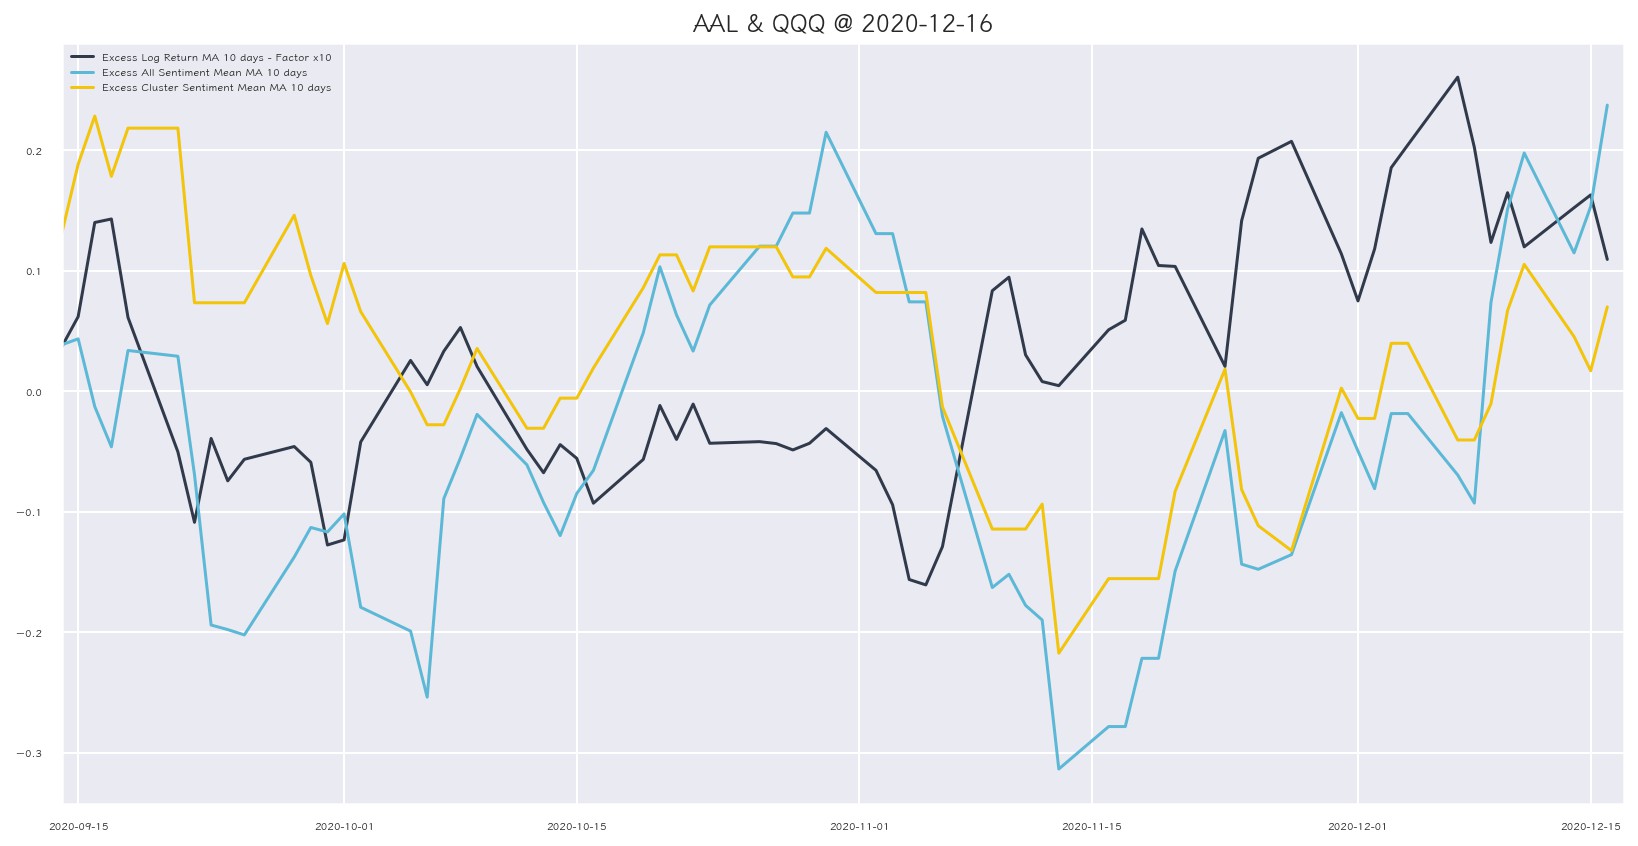 AAL & QQQ @ 2020-12-16
Excess Log Return MA 10 days - Factor x10
Excess All Sentiment Mean MA 10 days
Excess Cluster Sentiment Mean MA 10 days
0.2
0.1
0.0
−0.1
−0.2
−0.3
2020-09-15 2020-10-01 2020-10-15 2020-11-01 2020-11-15 2020-12-01 2020-12-15